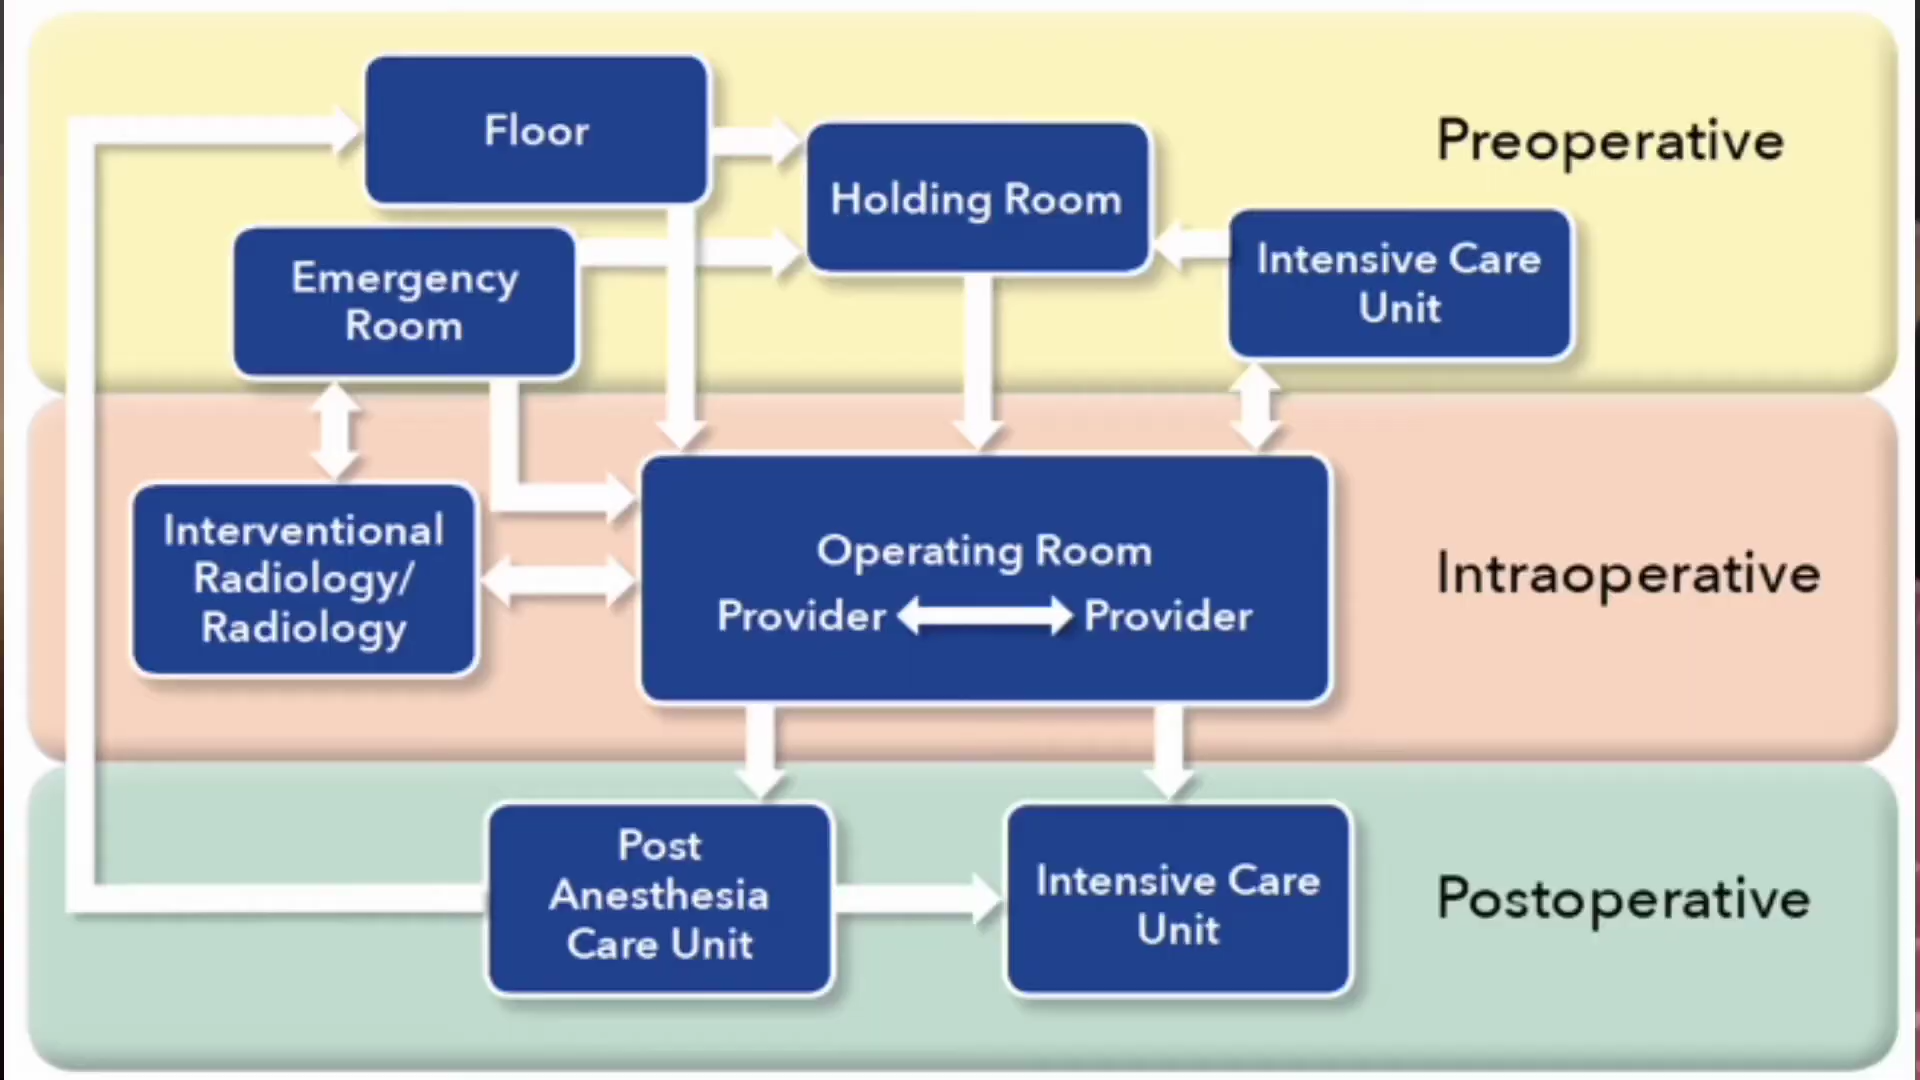 Floor
Preoperative
Holding Room
Emergency
Room
Intensive Care
Unit
Interventional
Radiology/
Radiology
Operating Room
Provider Provider
Intraoperative
Post
Anesthesia
Care Unit
Intensive Care
Unit
Postoperative